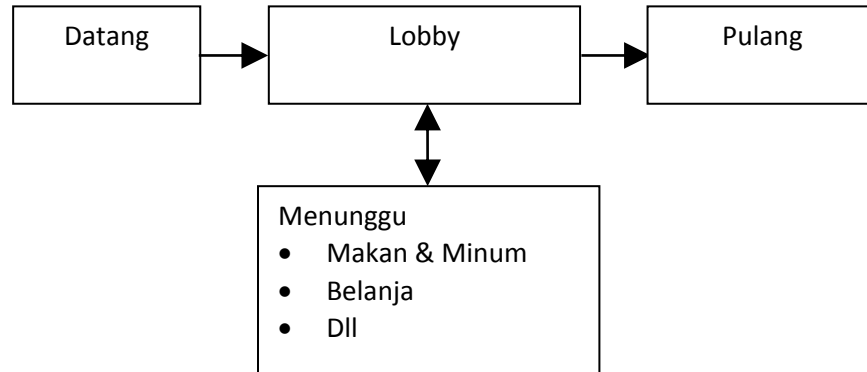 Datang
Lobby
Pulang
Menunggu
• Makan & Minum
• Belanja
• Dll